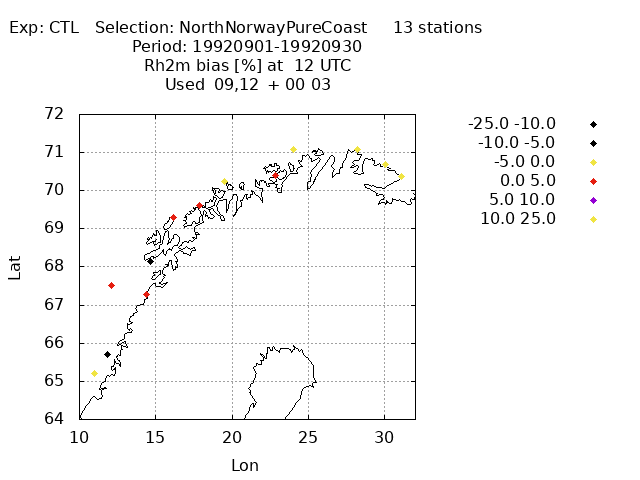 Exp: CTL Selection: NorthNorwayPureCoast 13 stations
Period: 19920901-19920930
Rh2m bias [%] at 12 UTC
Used 09,12 + 00 03
-25.0 -10.0
-10.0 -5.0
-5.0 0.0
0.0 5.0
5.0 10.0
10.0 25.0
72
71
70
69
68
67
66
65
64
Lat
10 15 20 25 30
Lon